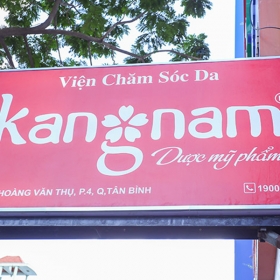 Viện Chăm Sóc Da
kangnam
Dược mỹ phẩm
HOÀNG VĂN THỤ, P.4, Q.TÂN BÌNH
1900